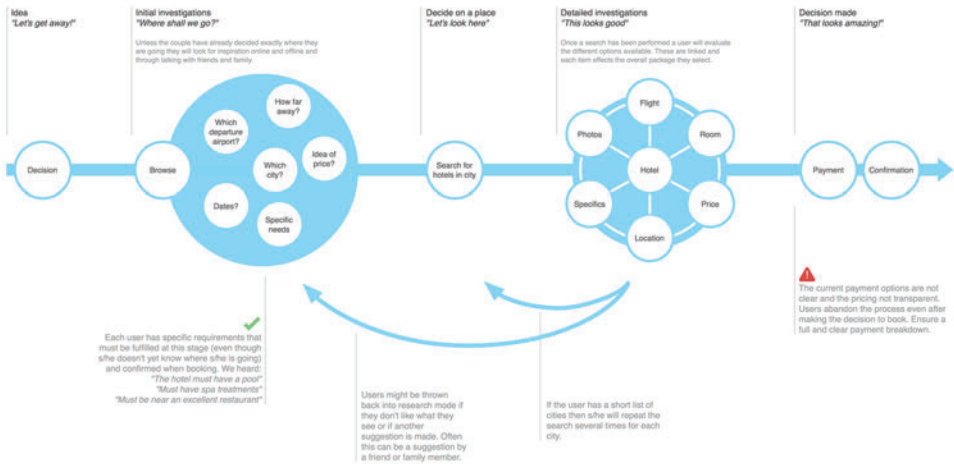 Idea
"Let's get away!"
Initial investigations
"Where shall we go?"
Unless the couple have already decided exactly where they
are going they will look for inspiration online and offline and
through talking with friends and family.
Decide on a place
"Let's look here"
Detailed investigations
"This looks good"
Once a search has been performed a user will evaluate
the different options available. These are linked and
each item effects the overall package they select.
Decision made
"That looks amazing!"
Decision
Browse
How far
away?
Which
departure
airport?
Which
city?
Idea of
price?
Dates?
Specific
needs
Search for
hotels in city
Flight
Photos
Room
Hotel
Specifics
Price
Location
Payment
Confirmation
Each user has specific requirements that
must be fulfilled at this stage (even though
s/he doesn't yet know where s/he is going)
and confirmed when booking. We heard:
"The hotel must have a pool"
"Must have spa treatments"
"Must be near an excellent restaurant"
Users might be thrown
back into research mode if
they don't like what they
see or if another
suggestion is made. Often
this can be a suggestion by
a friend or family member.
If the user has a short list of
cities then s/he will repeat the
search several times for each
city.
The current payment options are not
clear and the pricing not transparent.
Users abandon the process even after
making the decision to book. Ensure a
full and clear payment breakdown.